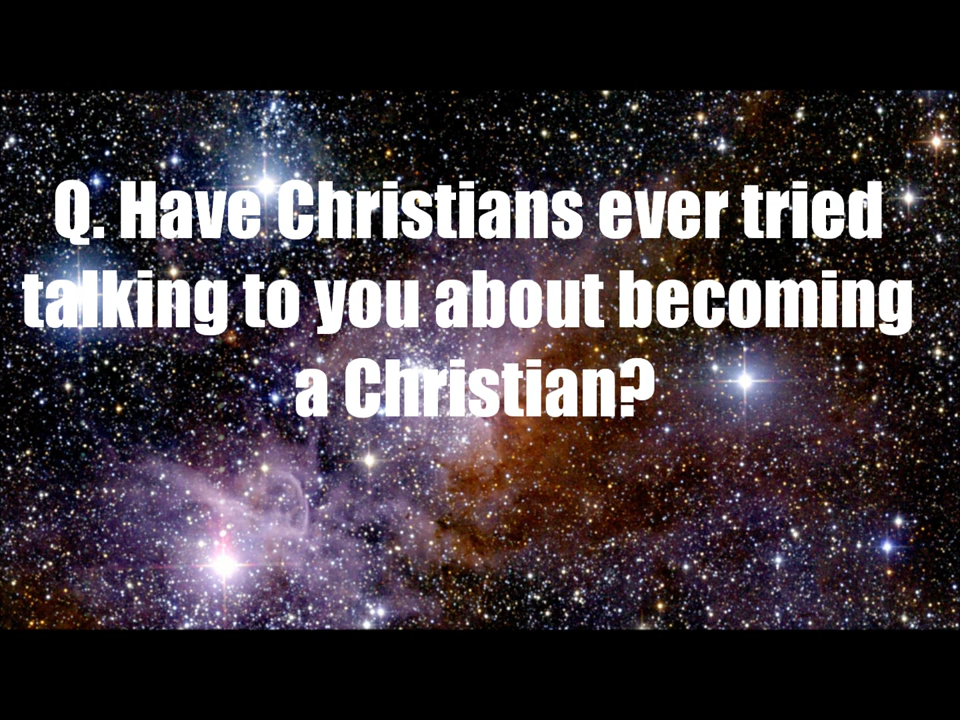 Q. Have Christians ever tried
talking to you about becoming
a Christian?